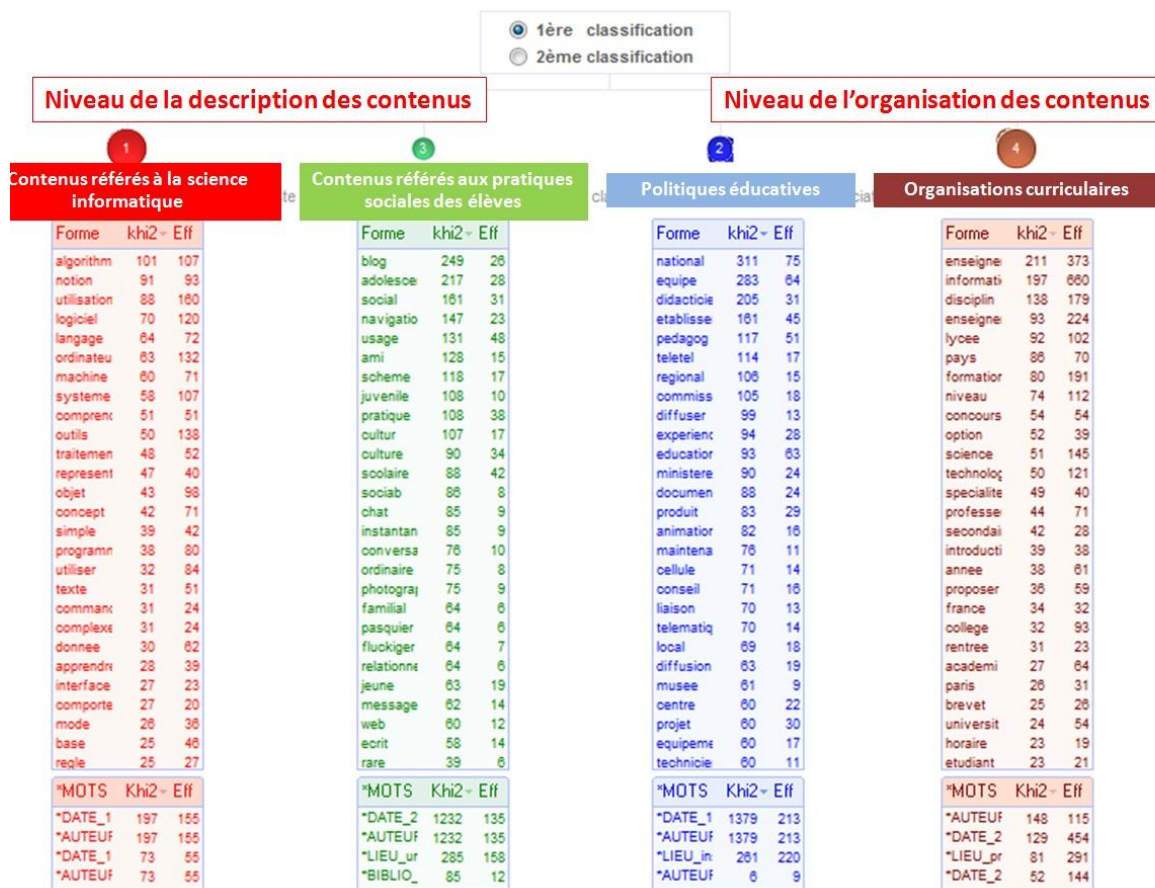 1ère classification
2ème classification
Niveau de la description des contenus
Niveau de l'organisation des contenus
1
Contenus référés à la science
informatique
Forme khi2 Eff
algorithm 101 107
notion 91 93
utilisation 88 160
logiciel 70 120
langage 64 72
ordinateu 63 132
machine 60 71
systeme 58 107
comprenc 51 51
outils 50 138
traitemen 48 52
represent 47 40
objet 43 98
concept 42 71
simple 39 42
programn 38 80
utiliser 32 84
texte 31 51
commanc 31 24
complexe 31 24
donnee 30 62
apprendre 28 39
interface 27 23
comporte 27 20
mode 26 36
base 25 46
regle 25 27
*MOTS Khi2 Eff
*DATE_1 197 155
*AUTEUR 197 155
*DATE_1 73 55
*AUTEUR 73 55
3
Contenus référés aux pratiques
sociales des élèves
Forme khi2 Eff
blog 249 26
adolesce 217 28
social 161 31
navigatio 147 23
usage 131 48
ami 128 15
scheme 118 17
juvenile 108 10
pratique 108 38
cultur 107 17
culture 90 34
scolaire 88 42
sociab 86 8
chat 85 9
instantan 85 9
conversa 76 10
ordinaire 75 8
photograp 75 9
familial 64 6
pasquier 64 6
fluckiger 64 7
relationne 64 6
jeune 63 19
message 62 14
web 60 12
ecrit 58 14
rare 39 6
*MOTS Khi2 Eff
*DATE_2 1232 135
*AUTEUR 1232 135
*LIEU_ur 285 158
*BIBLIO_ 85 12
2
Politiques éducatives
Forme khi2 Eff
national 311 75
equipe 283 64
didacticie 205 31
etablisse 161 45
pedagog 117 51
teletel 114 17
regional 106 15
commiss 105 18
diffuser 99 13
experienc 94 28
education 93 63
ministere 90 24
documen 88 24
produit 83 29
animation 82 16
maintena 76 11
cellule 71 14
conseil 71 16
liaison 70 13
telematiq 70 14
local 69 18
diffusion 63 19
musee 61 9
centre 60 22
projet 60 30
equipeme 60 17
technicie 60 11
*MOTS Khi2 Eff
*DATE_1 1379 213
*AUTEUR 1379 213
*LIEU_in 261 220
*AUTEUR 6 9
4
Organisations curriculaires
Forme khi2 Eff
enseigne 211 373
informati 197 660
disciplin 138 179
enseigne 93 224
lycee 92 102
pays 86 70
formation 80 191
niveau 74 112
concours 54 54
option 52 39
science 51 145
technolog 50 121
specialite 49 40
professe 44 71
secondai 42 28
introducti 39 38
annee 38 61
proposer 36 59
france 34 32
college 32 93
rentree 31 23
academi 27 64
paris 26 31
brevet 25 26
universit 24 54
horaire 23 19
etudiant 23 21
*MOTS Khi2 Eff
*AUTEUR 148 115
*DATE_2 129 454
*LIEU_pr 81 291
*DATE_2 52 144